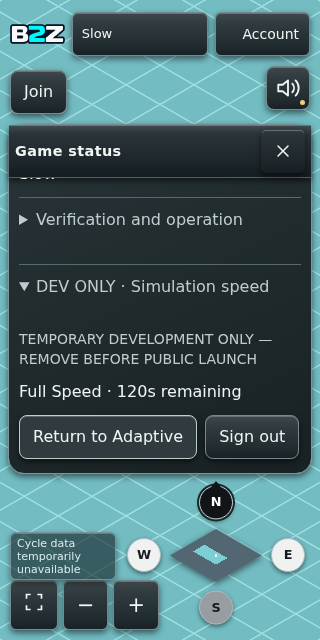 B2Z
Slow
Account
Join
Game status
Slow
▶ Verification and operation
▼ DEV ONLY · Simulation speed
TEMPORARY DEVELOPMENT ONLY —
REMOVE BEFORE PUBLIC LAUNCH
Full Speed · 120s remaining
Return to Adaptive
Sign out
N
Cycle data
temporarily
unavailable
W
E
S